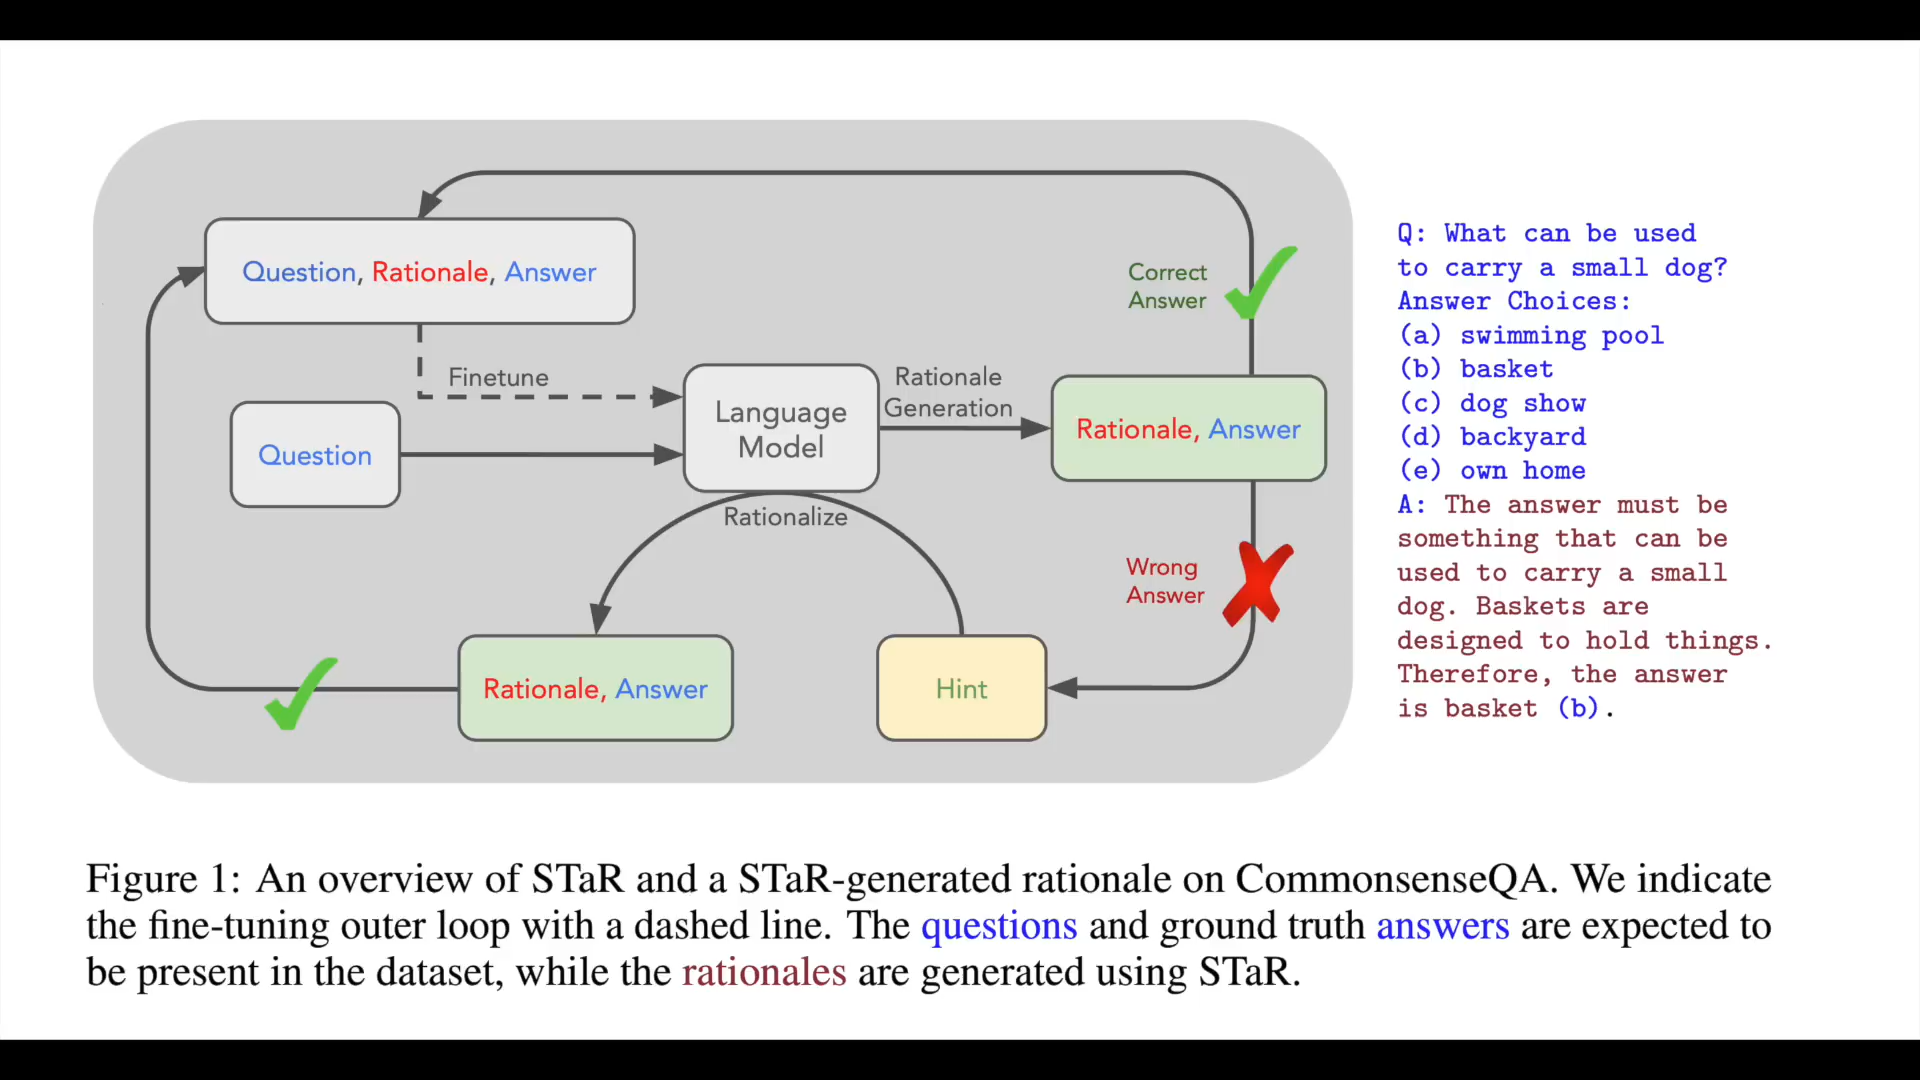 Question, Rationale, Answer
Correct
Answer
Finetune
Question
Language
Model
Rationale
Generation
Rationale, Answer
Rationalize
Wrong
Answer
Rationale, Answer
Hint
Q: What can be used
to carry a small dog?
Answer Choices:
(a) swimming pool
(b) basket
(c) dog show
(d) backyard
(e) own home
A: The answer must be
something that can be
used to carry a small
dog. Baskets are
designed to hold things.
Therefore, the answer
is basket (b).
Figure 1: An overview of STaR and a STaR-generated rationale on CommonsenseQA. We indicate
the fine-tuning outer loop with a dashed line. The questions and ground truth answers are expected to
be present in the dataset, while the rationales are generated using STaR.